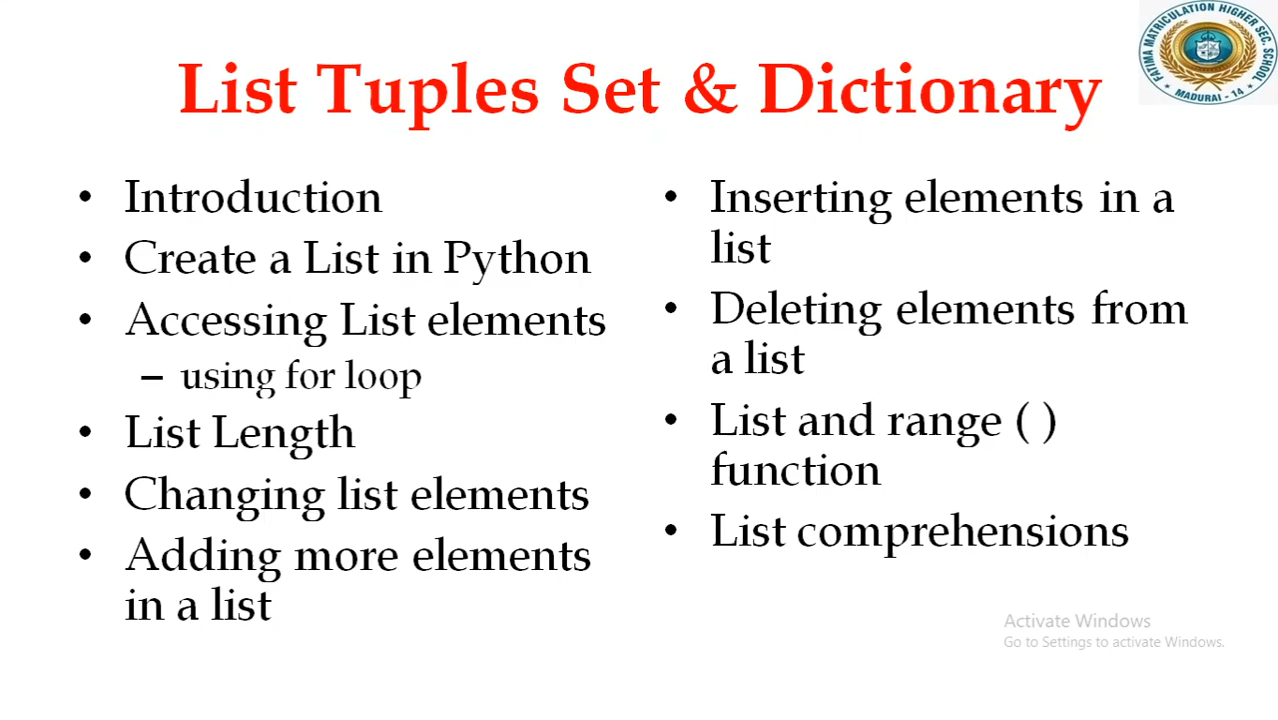 List Tuples Set & Dictionary
FATIMA MATRICULATION HIGHER SEC. SCHOOL
MADURAI - 14
• Introduction
• Create a List in Python
• Accessing List elements
– using for loop
• List Length
• Changing list elements
• Adding more elements
in a list
• Inserting elements in a
list
• Deleting elements from
a list
• List and range ( )
function
• List comprehensions
Activate Windows
Go to Settings to activate Windows.